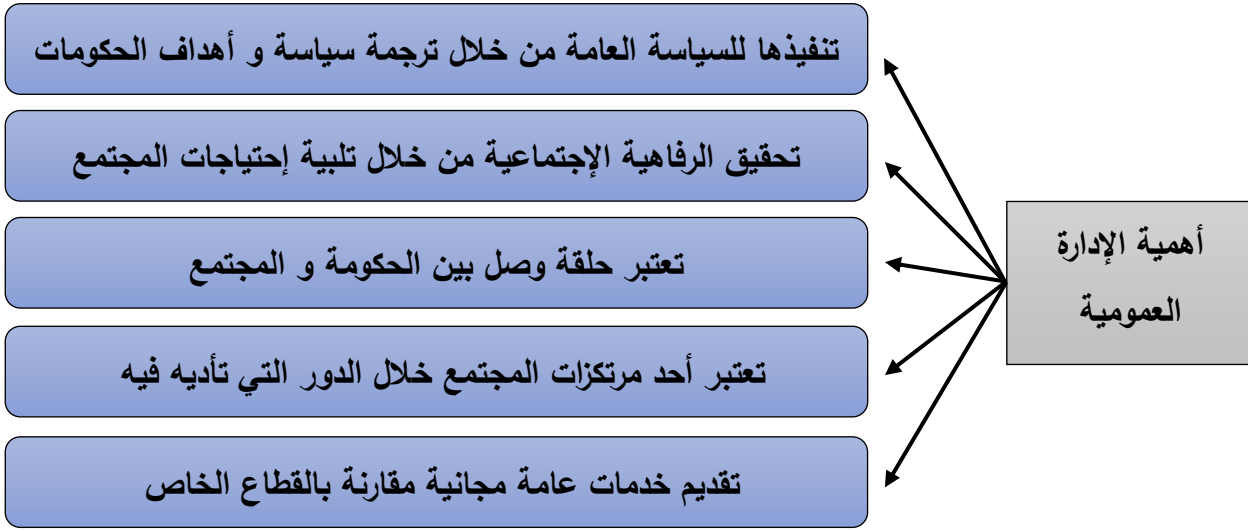 أهمية الإدارة
العمومية
تنفيذها للسياسة العامة من خلال ترجمة سياسة و أهداف الحكومات
تحقيق الرفاهية الإجتماعية من خلال تلبية إحتياجات المجتمع
تعتبر حلقة وصل بين الحكومة و المجتمع
تعتبر أحد مرتكزات المجتمع خلال الدور التي تأديه فيه
تقديم خدمات عامة مجانية مقارنة بالقطاع الخاص